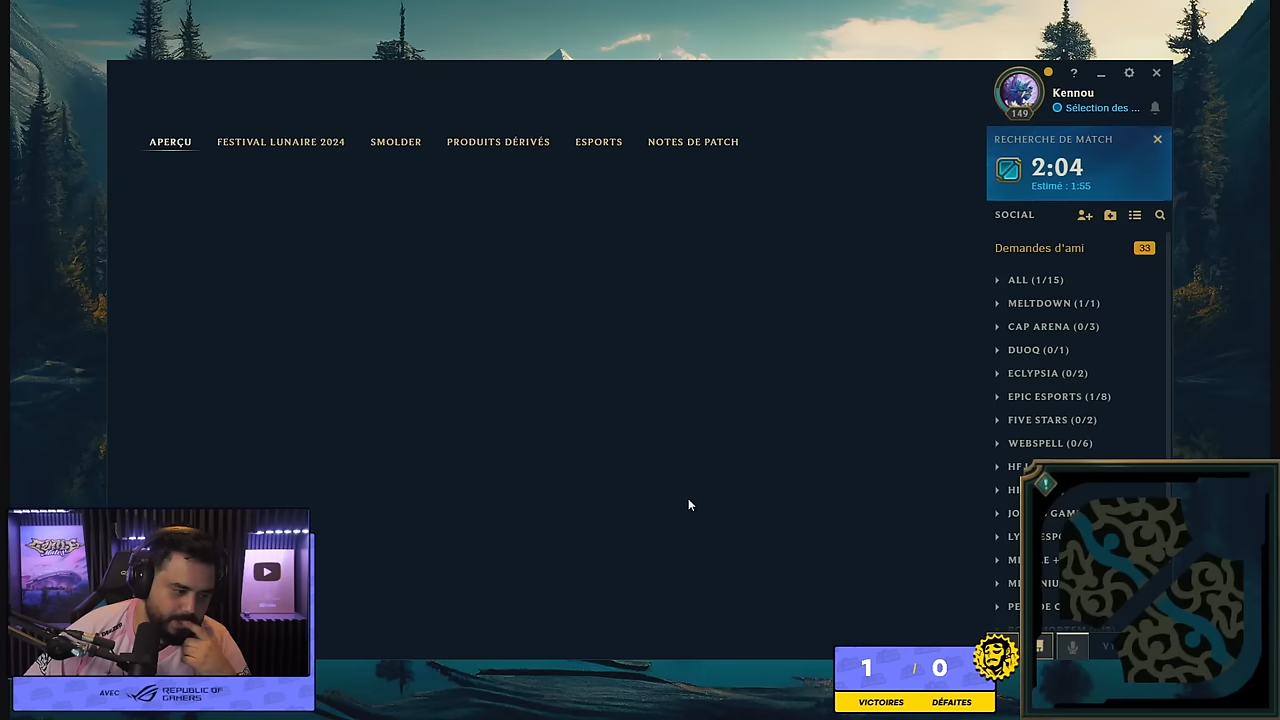 ?
Kennou
149
Sélection des ...
APERÇU
FESTIVAL LUNAIRE 2024
SMOLDER
PRODUITS DÉRIVÉS
ESPORTS
NOTES DE PATCH
RECHERCHE DE MATCH
2:04
Estimé : 1:55
SOCIAL
Demandes d'ami
33
ALL (1/15)
MELTDOWN (1/1)
CAP ARENA (0/3)
DUOQ (0/1)
ECLYPSIA (0/2)
EPIC ESPORTS (1/8)
FIVE STARS (0/2)
WEBSPELL (0/6)
AVEC
REPUBLIC OF
GAMERS
1 / 0
VICTOIRES
DÉFAITES